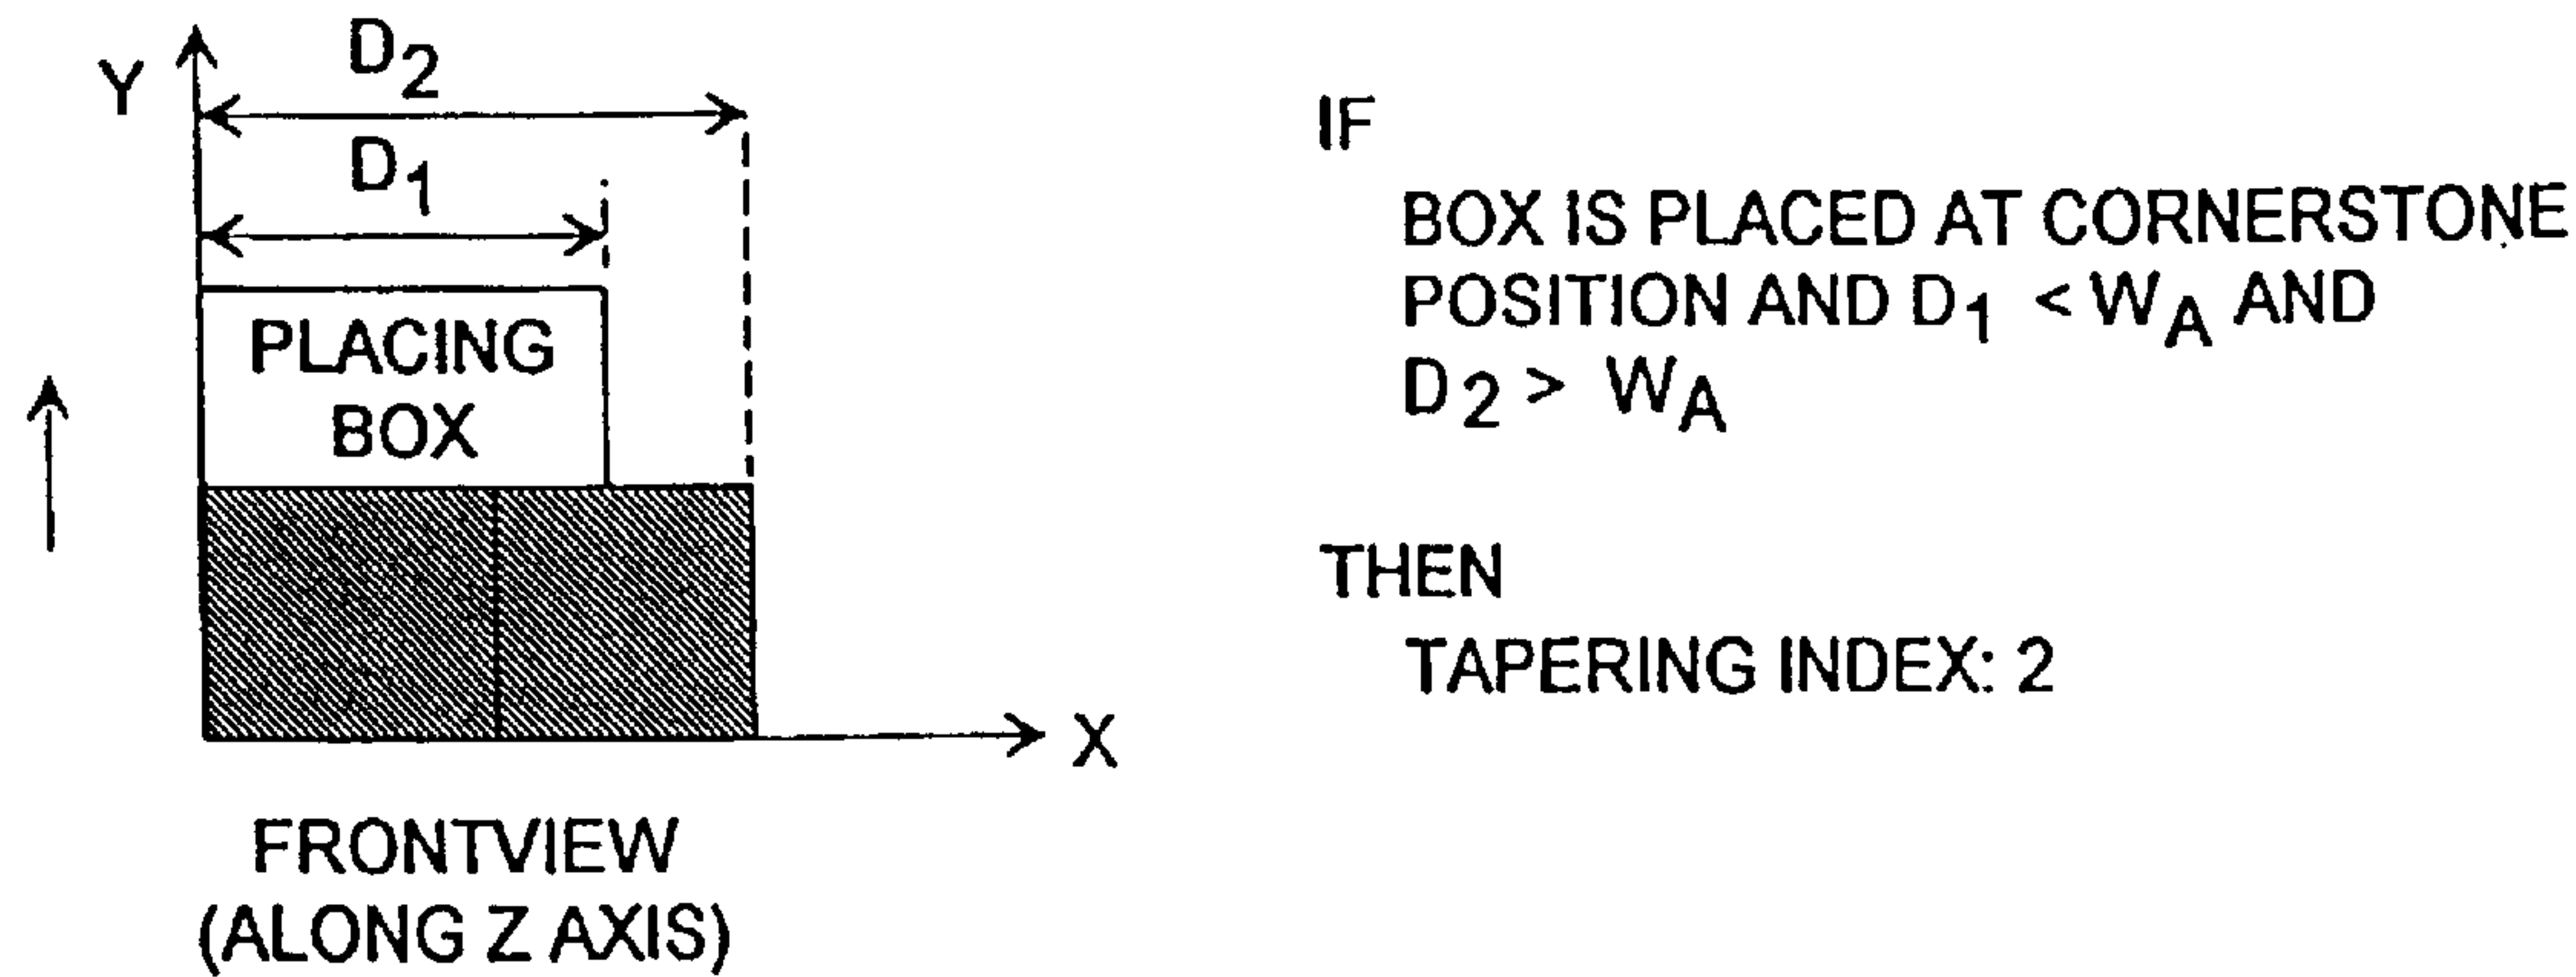 Y
D2
D1
PLACING
BOX
X
FRONTVIEW
(ALONG Z AXIS)
IF
BOX IS PLACED AT CORNERSTONE
POSITION AND D1 < WA AND
D2 > WA
THEN
TAPERING INDEX: 2